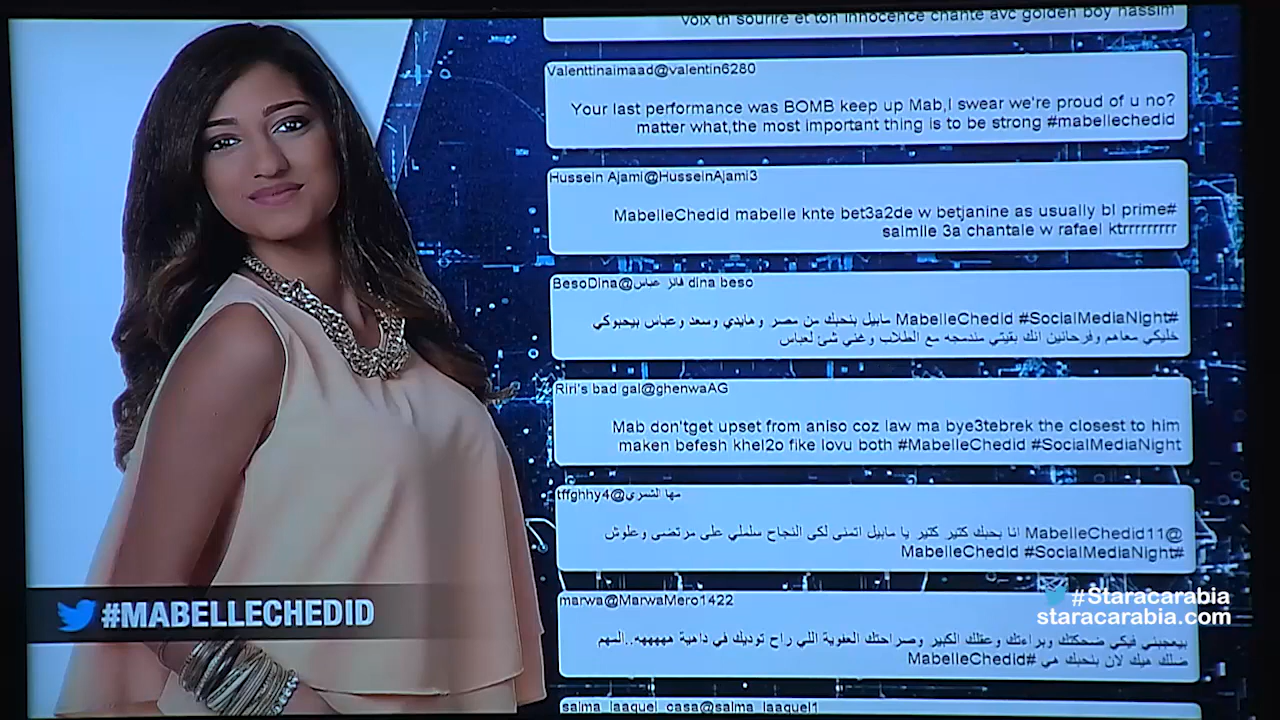 voix tn sourire et ton innocence chante avc golden boy nassim
Valenttinaimaad@valentin6280
Your last performance was BOMB keep up Mab,I swear we're proud of u no?
matter what,the most important thing is to be strong #mabellechedid
Hussein Ajami@HusseinAjami3
MabelleChedid mabelle knte bet3a2de w betjanine as usually bl prime#
salmile 3a chantale w rafael ktrrrrrrrrr
BesoDina@فائز عباس dina beso
#MabelleChedid #SocialMediaNight مابيل بنحبك من مصر وهايدي وسعد وعباس بيحبوكي
خليكي معاهم وفرحانين انك بقيتي مندمجه مع الطلاب وغني شئ لعباس
Riri's bad gal@ghenwaAG
Mab don'tget upset from aniso coz law ma bye3tebrek the closest to him
maken befesh khel2o fike lovu both #MabelleChedid #SocialMediaNight
tffghhy4@مها الشمري
@MabelleChedid11 انا بحبك كتير كتير يا مابيل اتمنى لكى النجاح سلملي على مرتضى وعلوش
#MabelleChedid #SocialMediaNight
marwa@MarwaMero1422
بيعجبني فيكي ضحكتك وبراءتك وعقلك الكبير وصراحتك العفوية اللي راح توديك في داهية هههههه..السهم
ضلك هيك لان بنحبك هي #MabelleChedid
salma_laaquel_casa@salma_laaquel1
#MABELLECHEDID
#Staracarabia
staracarabia.com